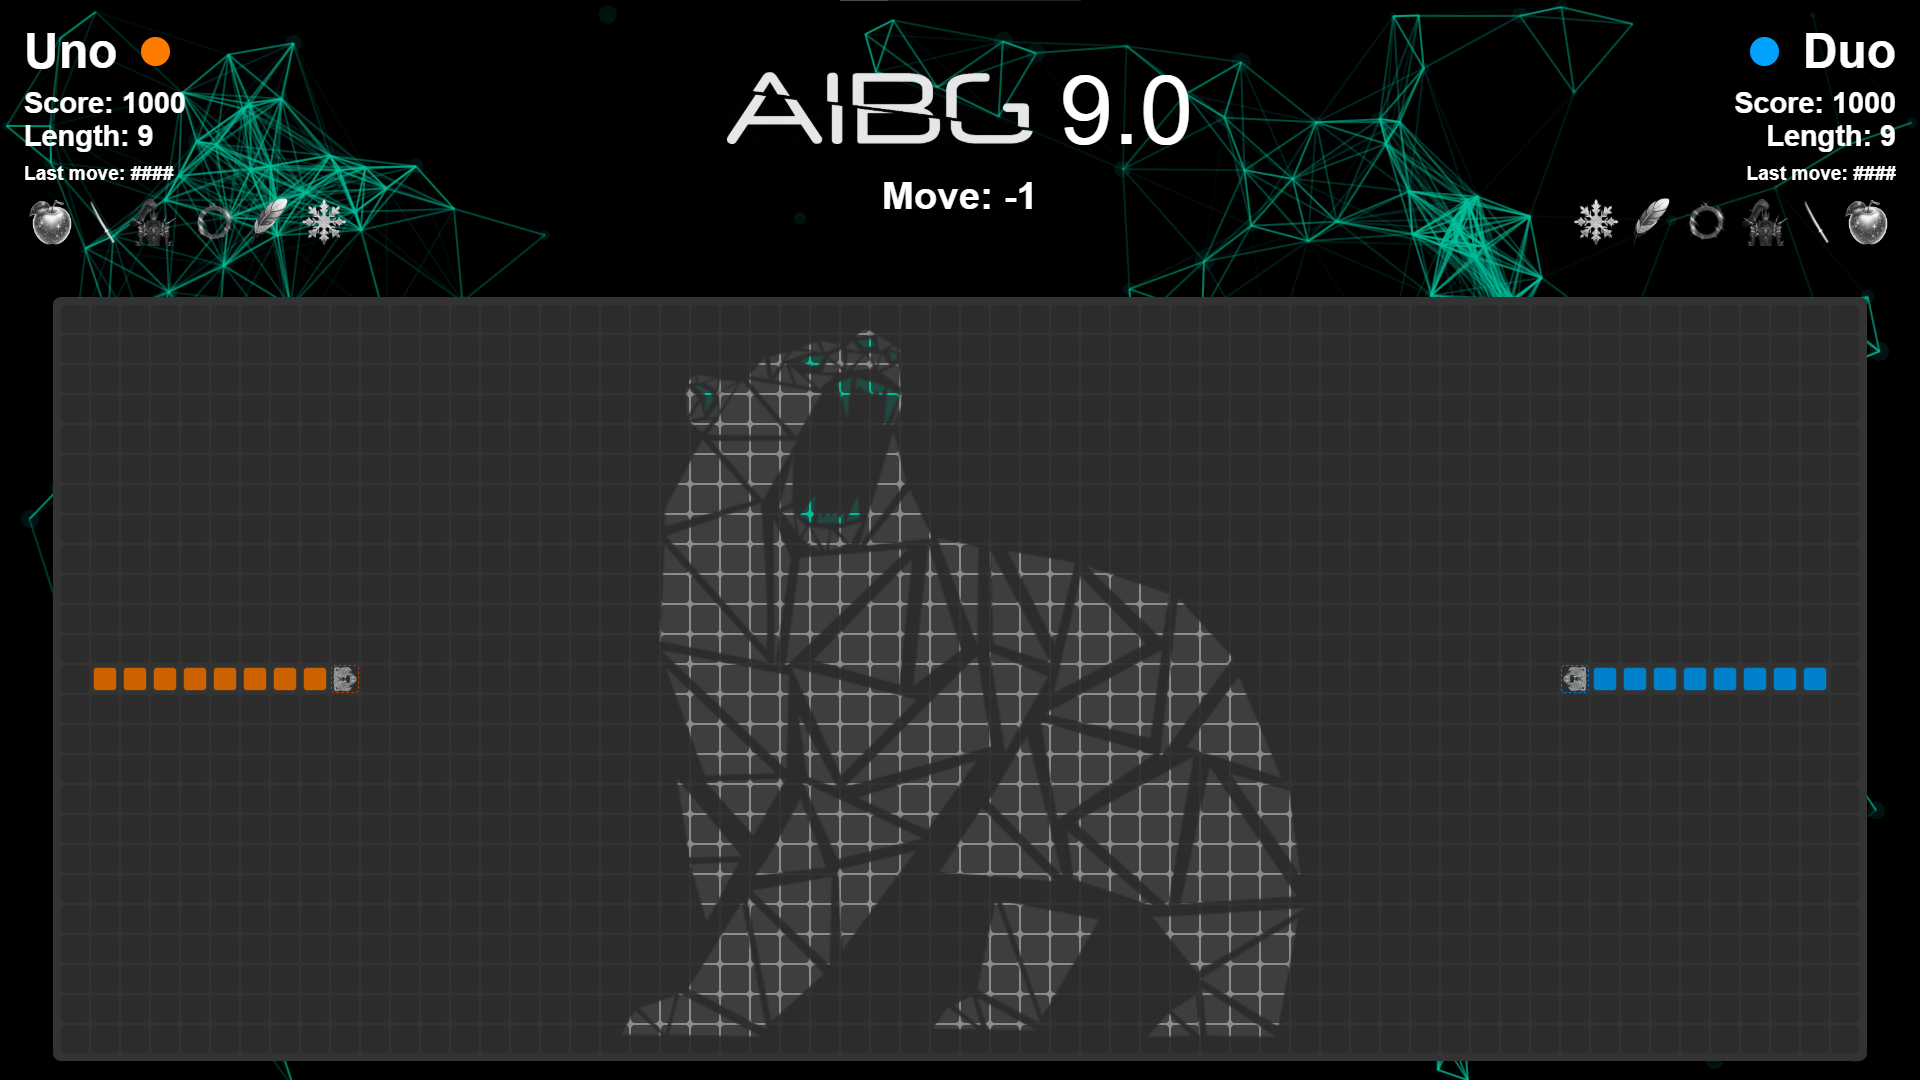 Uno
Score: 1000
Length: 9
Last move: ####
AIBG 9.0
Move: -1
Duo
Score: 1000
Length: 9
Last move: ####